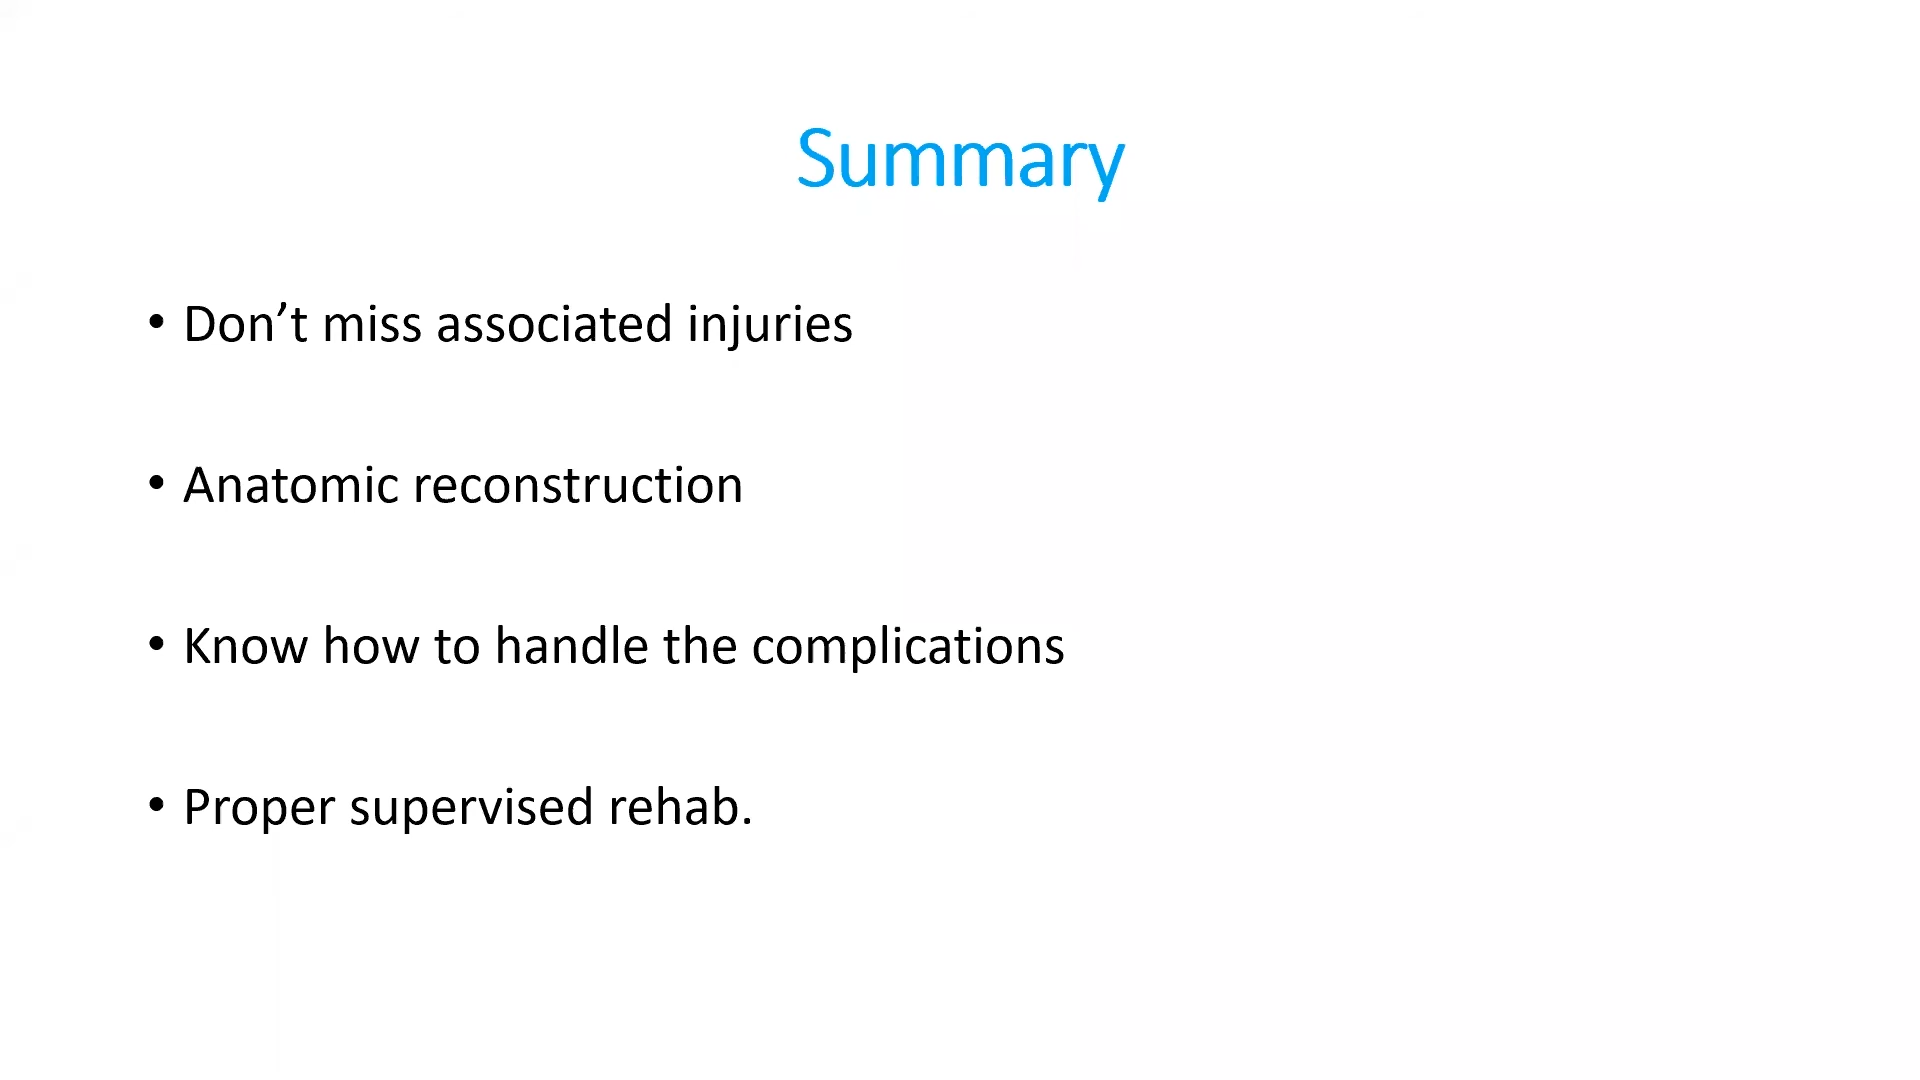 Summary
• Don’t miss associated injuries
• Anatomic reconstruction
• Know how to handle the complications
• Proper supervised rehab.